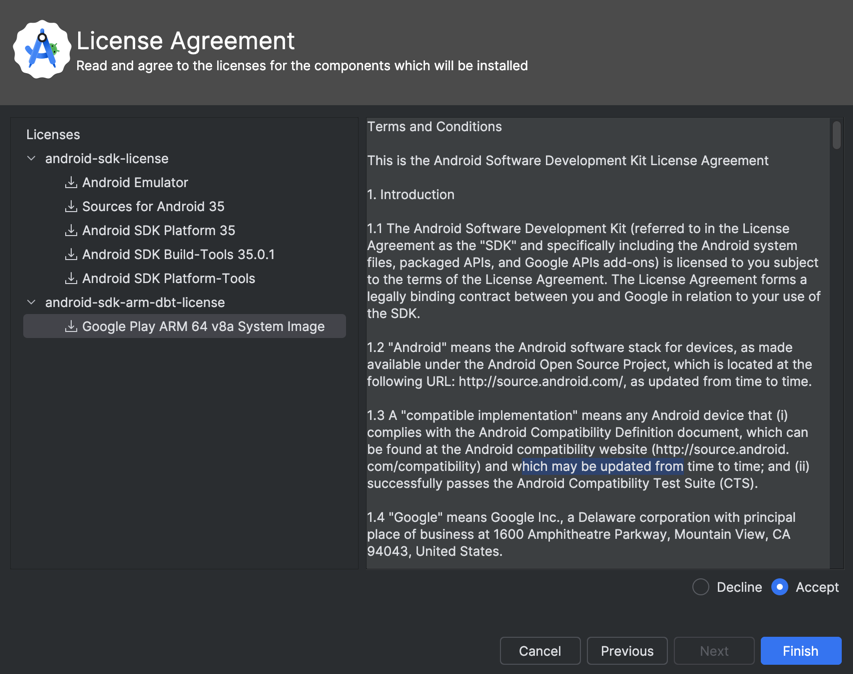 License Agreement
Read and agree to the licenses for the components which will be installed
Licenses
android-sdk-license
Android Emulator
Sources for Android 35
Android SDK Platform 35
Android SDK Build-Tools 35.0.1
Android SDK Platform-Tools
android-sdk-arm-dbt-license
Google Play ARM 64 v8a System Image
Terms and Conditions
This is the Android Software Development Kit License Agreement
1. Introduction
1.1 The Android Software Development Kit (referred to in the License
Agreement as the "SDK" and specifically including the Android system
files, packaged APIs, and Google APIs add-ons) is licensed to you subject
to the terms of the License Agreement. The License Agreement forms a
legally binding contract between you and Google in relation to your use of
the SDK.
1.2 "Android" means the Android software stack for devices, as made
available under the Android Open Source Project, which is located at the
following URL: http://source.android.com/, as updated from time to time.
1.3 A "compatible implementation" means any Android device that (i)
complies with the Android Compatibility Definition document, which can
be found at the Android compatibility website (http://source.android.
com/compatibility) and which may be updated from time to time; and (ii)
successfully passes the Android Compatibility Test Suite (CTS).
1.4 "Google" means Google Inc., a Delaware corporation with principal
place of business at 1600 Amphitheatre Parkway, Mountain View, CA
94043, United States.
Decline Accept
Cancel Previous Next Finish